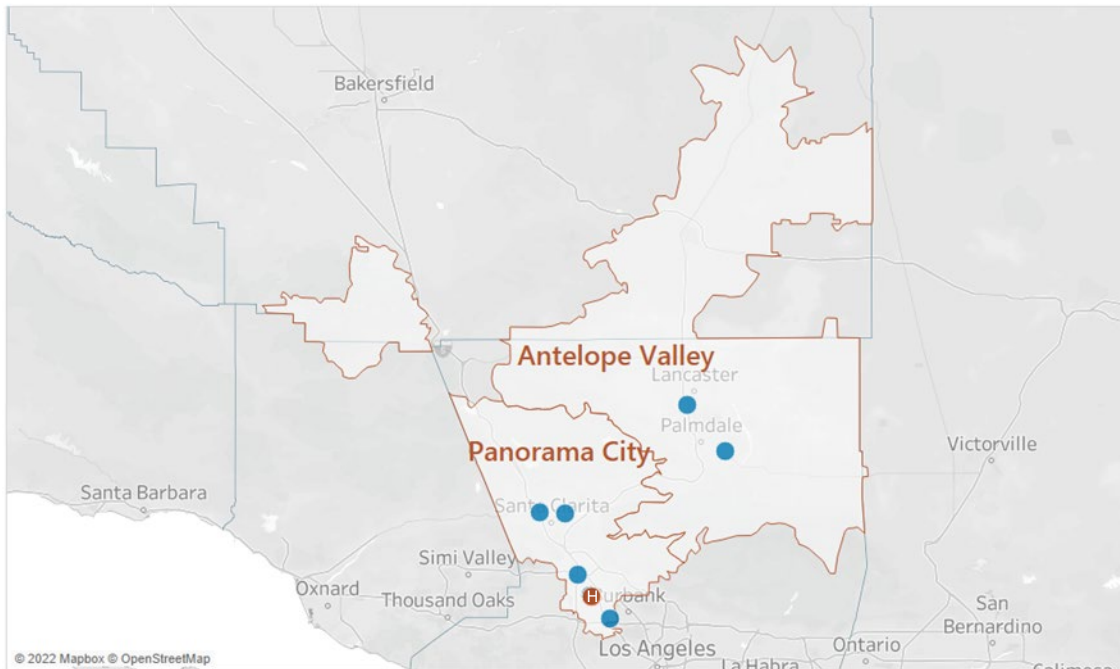 Bakersfield
Antelope Valley
Lancaster
Palmdale
Panorama City
Victorville
Santa Barbara
Santa Clarita
Simi Valley
Oxnard
Thousand Oaks
H
Burbank
San
Bernardino
Los Angeles
Ontario
La Habra
© 2022 Mapbox © OpenStreetMap